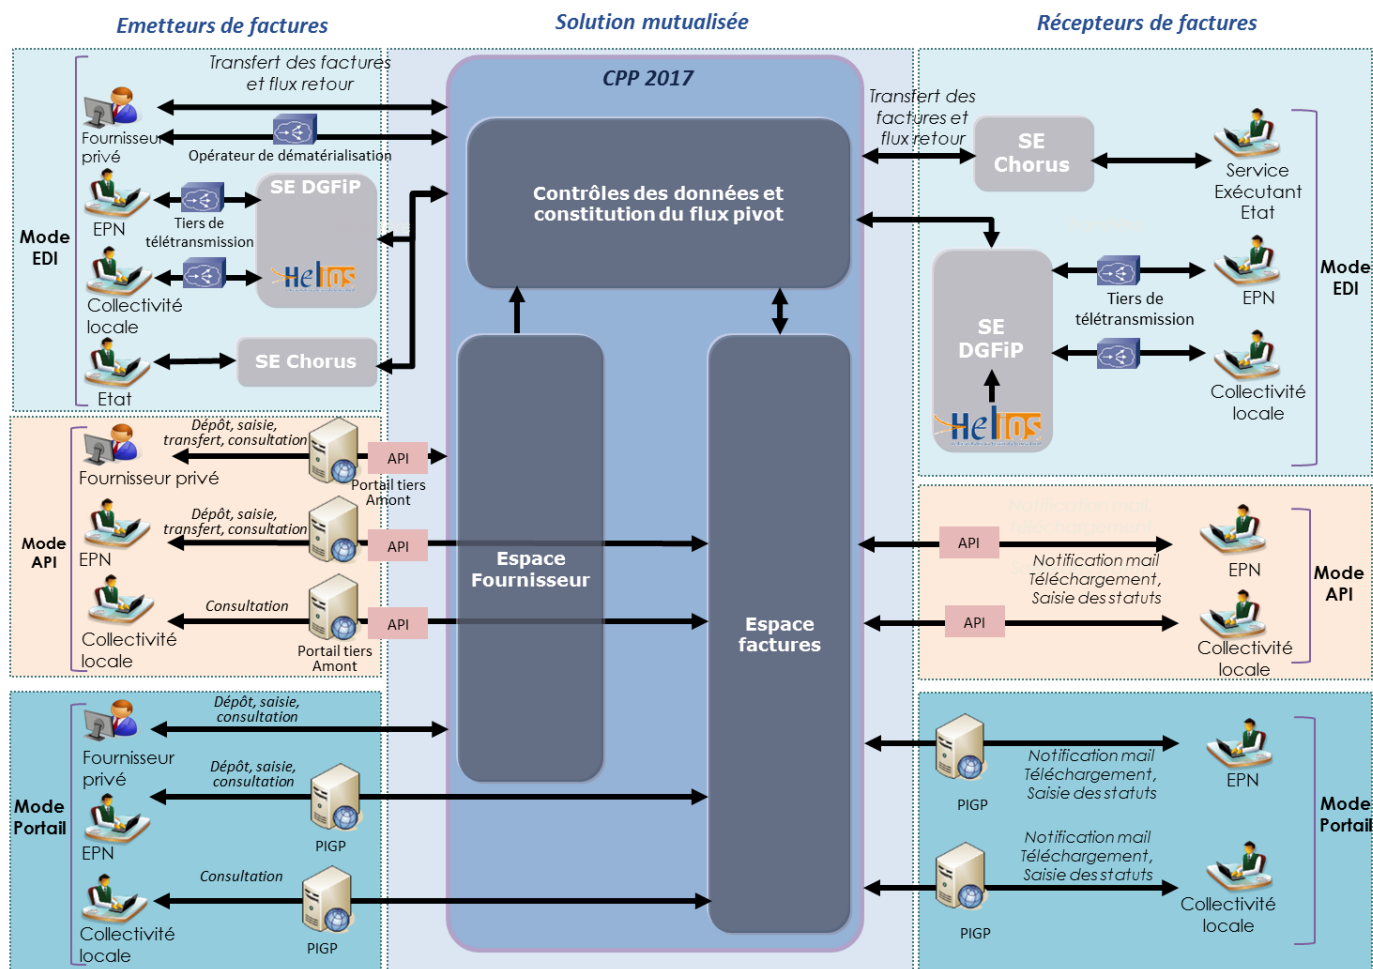 Emetteurs de factures
Solution mutualisée
Récepteurs de factures
Transfert des factures
et flux retour
Fournisseur
privé
Opérateur de dématérialisation
EPN
Tiers de
télétransmission
SE DGFiP
Helios
Collectivité
locale
SE Chorus
Etat
Mode
EDI
CPP 2017
Contrôles des données et
constitution du flux pivot
Espace
Fournisseur
Espace
factures
Transfert des
factures et
flux retour
SE
Chorus
Service
Exécutant
Etat
EPN
Tiers de
télétransmission
SE
DGFiP
Helios
Collectivité
locale
Mode
EDI
Dépôt, saisie,
transfert, consultation
Fournisseur privé
API
Portail tiers
Amont
Dépôt, saisie,
transfert, consultation
EPN
API
Mode
API
Consultation
Collectivité
locale
API
Portail tiers
Amont
API
Notification mail
Téléchargement,
Saisie des statuts
EPN
API
Collectivité
locale
Mode
API
Dépôt, saisie,
consultation
Fournisseur
privé
Dépôt, saisie,
consultation
EPN
PIGP
Mode
Portail
Consultation
Collectivité
locale
PIGP
PIGP
Notification mail
Téléchargement,
Saisie des statuts
EPN
Notification mail
Téléchargement,
Saisie des statuts
PIGP
Collectivité
locale
Mode
Portail